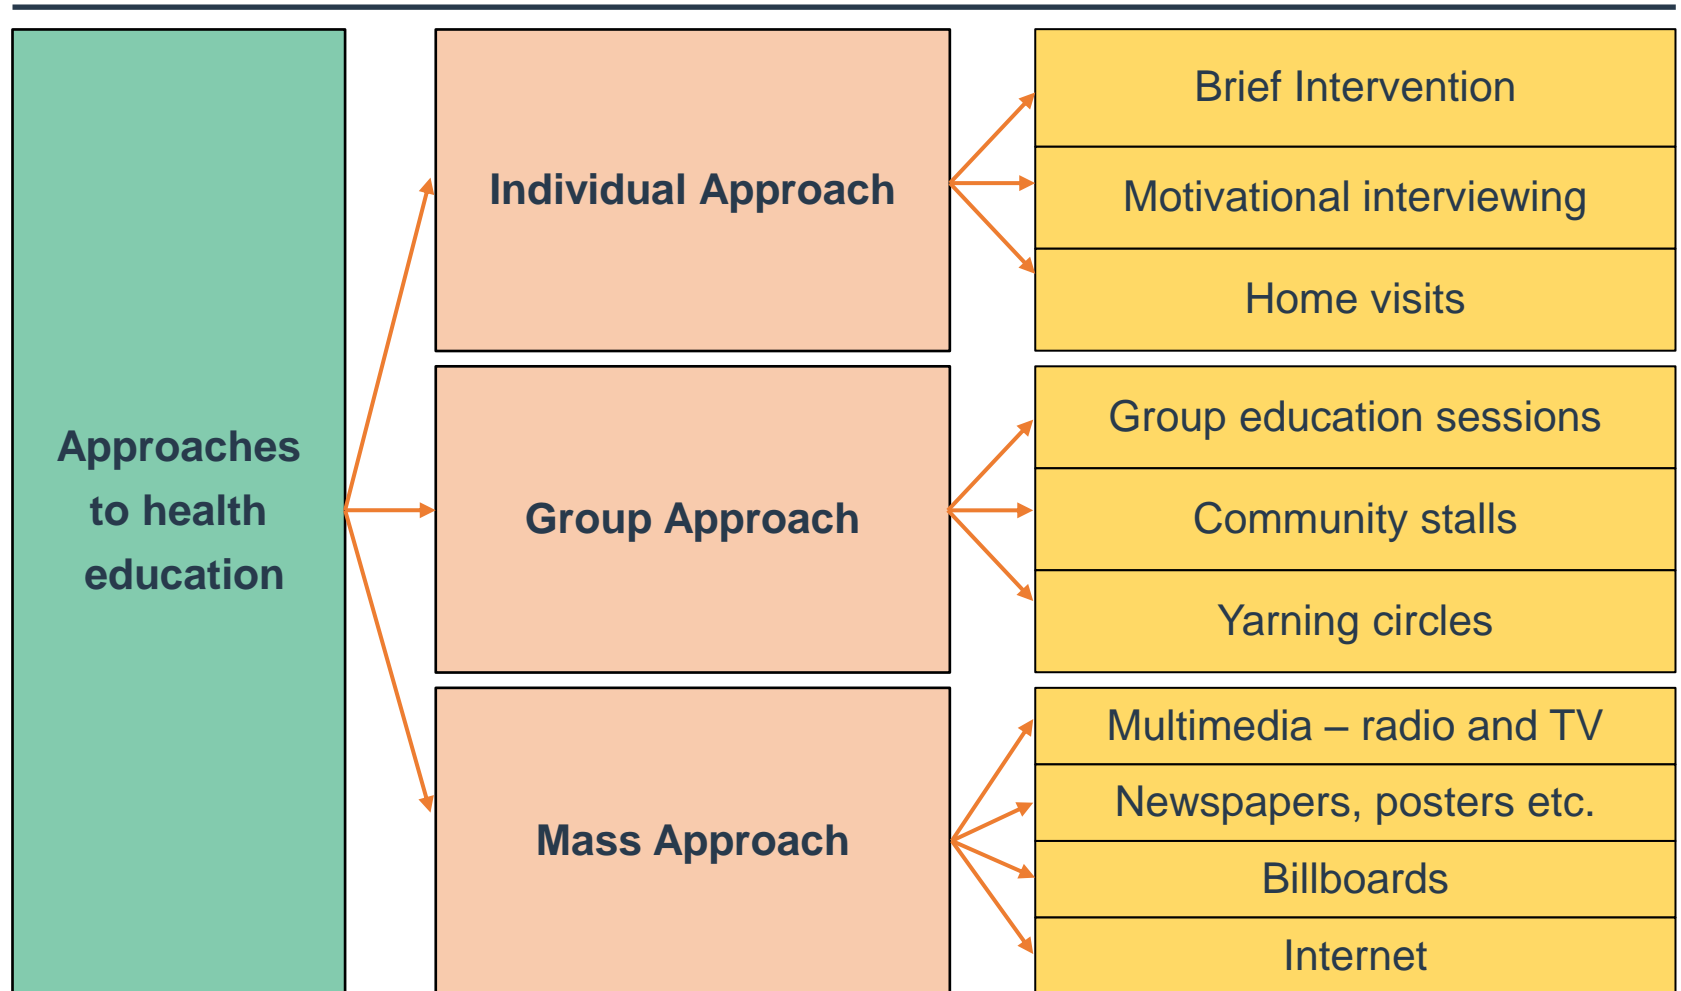 Approaches
to health
education
Individual Approach
Brief Intervention
Motivational interviewing
Home visits
Group Approach
Group education sessions
Community stalls
Yarning circles
Mass Approach
Multimedia – radio and TV
Newspapers, posters etc.
Billboards
Internet